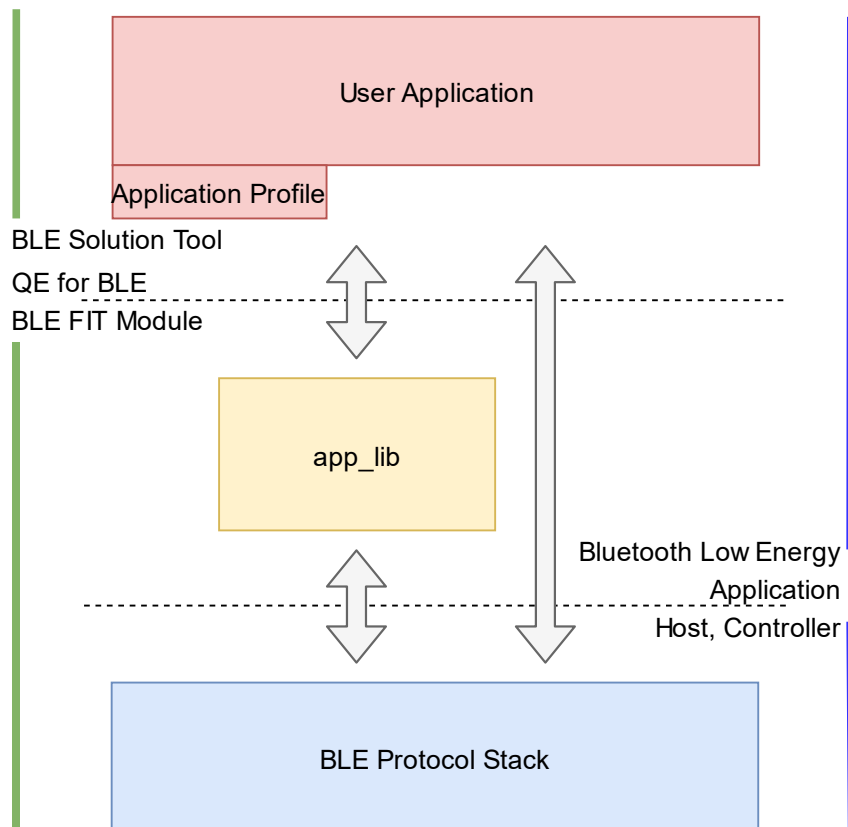 User Application
Application Profile
BLE Solution Tool
QE for BLE
BLE FIT Module
app_lib
Bluetooth Low Energy
Application
Host, Controller
BLE Protocol Stack